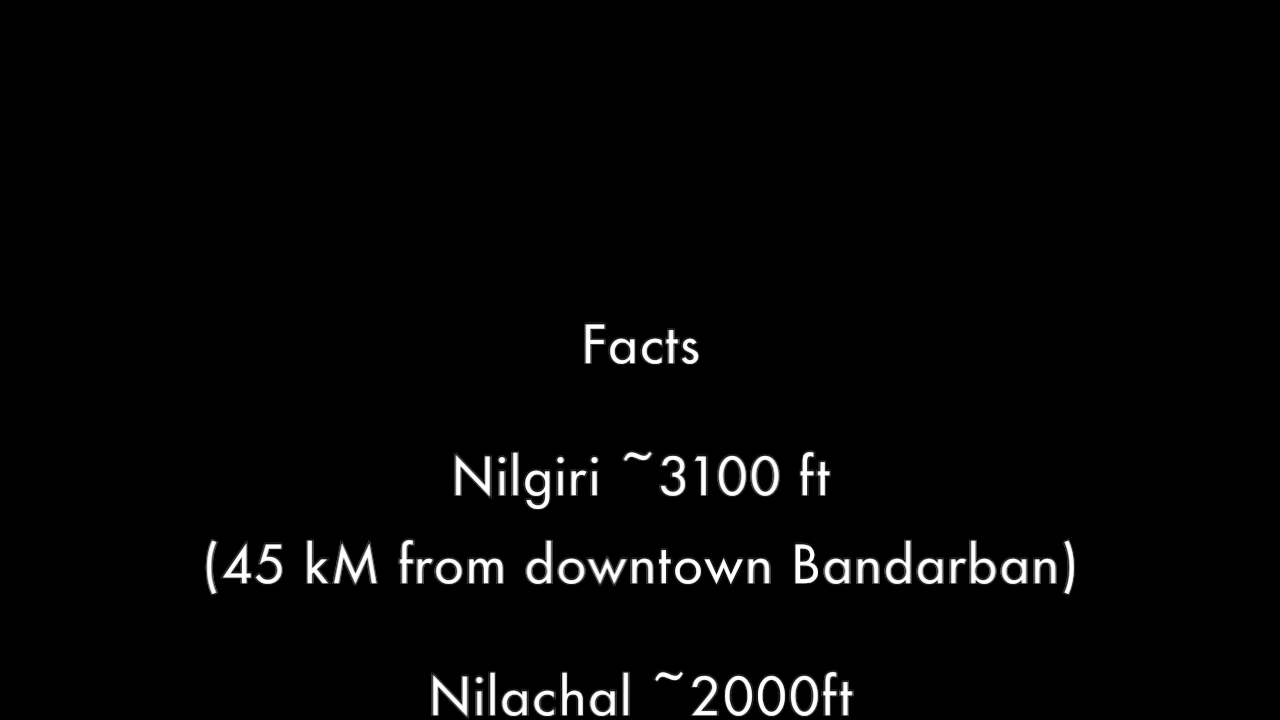 Facts
Nilgiri ~3100 ft
(45 kM from downtown Bandarban)
Nilachal ~2000ft